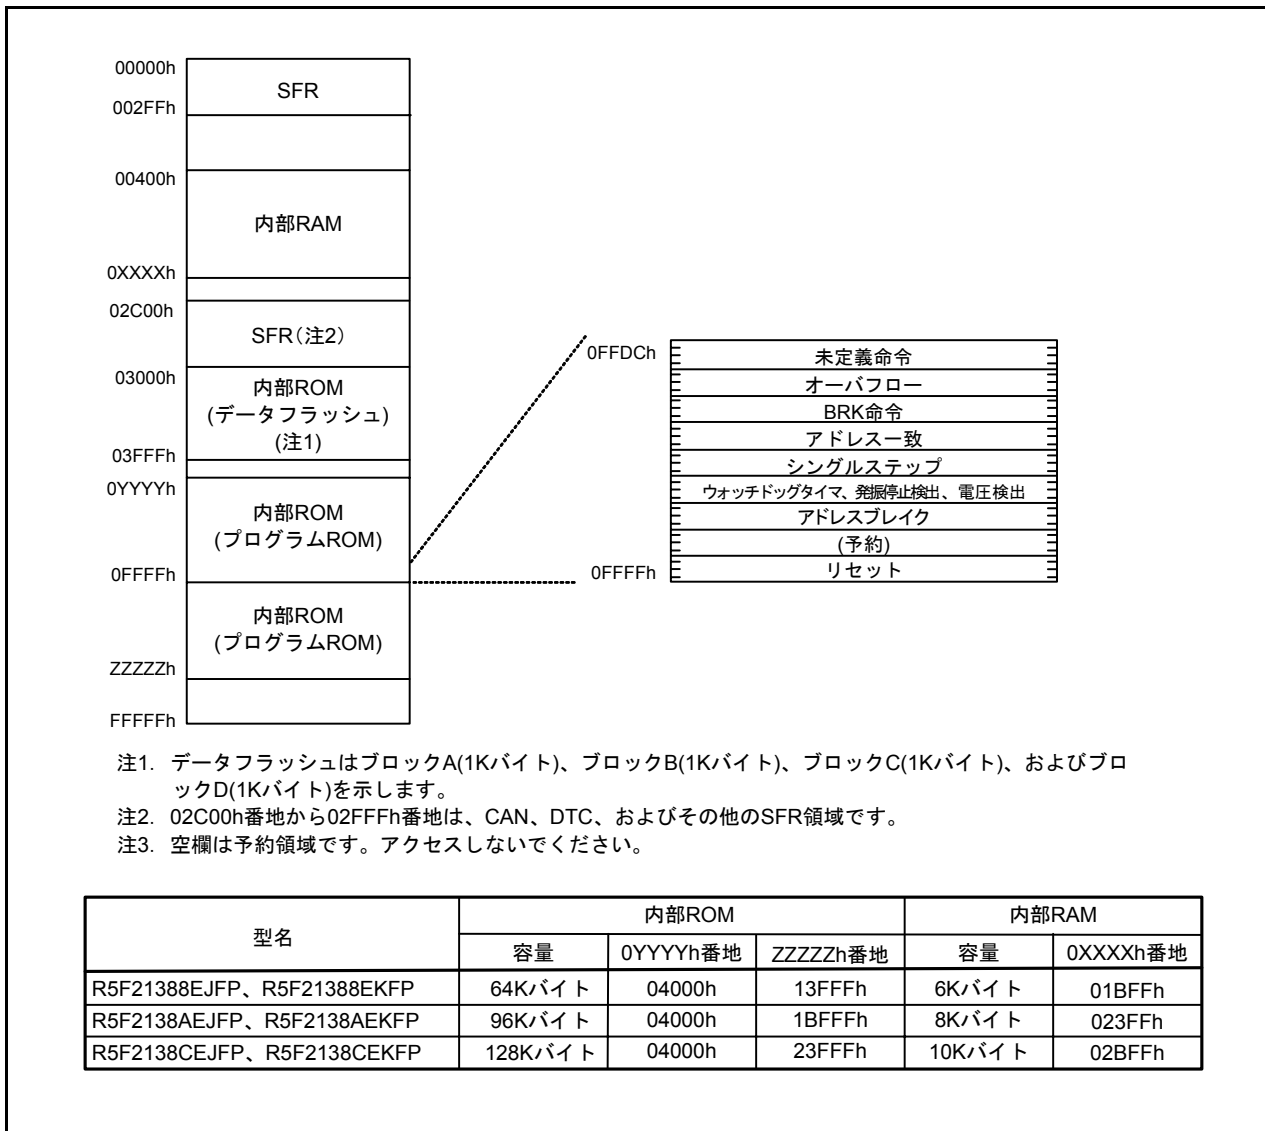 00000h
SFR
002FFh
00400h
内部RAM
0XXXXh
02C00h
SFR(注2)
03000h
内部ROM
(データフラッシュ)
(注1)
03FFFh
0YYYYh
内部ROM
(プログラムROM)
0FFFFh
内部ROM
(プログラムROM)
ZZZZZh
FFFFFh
0FFDCh
未定義命令
オーバフロー
BRK命令
アドレス一致
シングルステップ
ウォッチドッグタイマ、発振停止検出、電圧検出
アドレスブレイク
(予約)
0FFFFh
リセット
注1. データフラッシュはブロックA(1Kバイト)、ブロックB(1Kバイト)、ブロックC(1Kバイト)、およびブロ
ックD(1Kバイト)を示します。
注2. 02C00h番地から02FFFh番地は、CAN、DTC、およびその他のSFR領域です。
注3. 空欄は予約領域です。アクセスしないでください。
型名 内部ROM 内部RAM
容量 0YYYYh番地 ZZZZZh番地 容量 0XXXXh番地
R5F21388EJFP、R5F21388EKFP 64Kバイト 04000h 13FFFh 6Kバイト 01BFFh
R5F2138AEJFP、R5F2138AEKFP 96Kバイト 04000h 1BFFFh 8Kバイト 023FFh
R5F2138CEJFP、R5F2138CEKFP 128Kバイト 04000h 23FFFh 10Kバイト 02BFFh